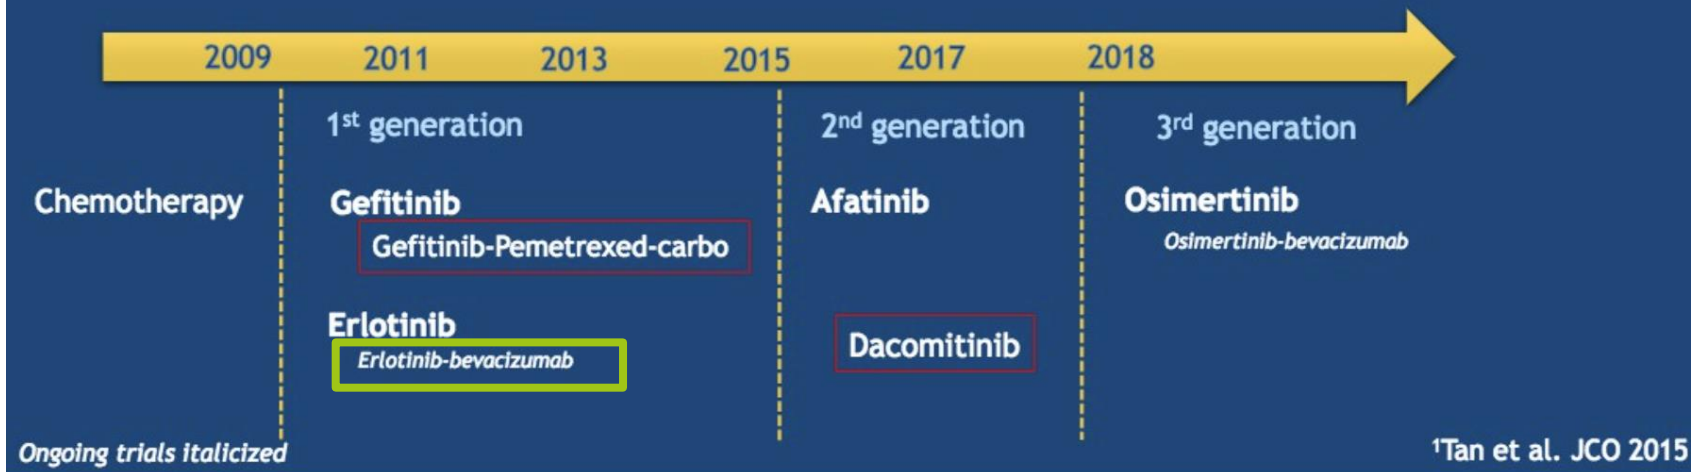 2009 2011 2013 2015 2017 2018
1st generation 2nd generation 3rd generation
Chemotherapy Gefitinib Afatinib Osimertinib
Gefitinib-Pemetrexed-carbo Osimertinib-bevacizumab
Erlotinib
Erlotinib-bevacizumab Dacomitinib
Ongoing trials italicized ¹Tan et al. JCO 2015